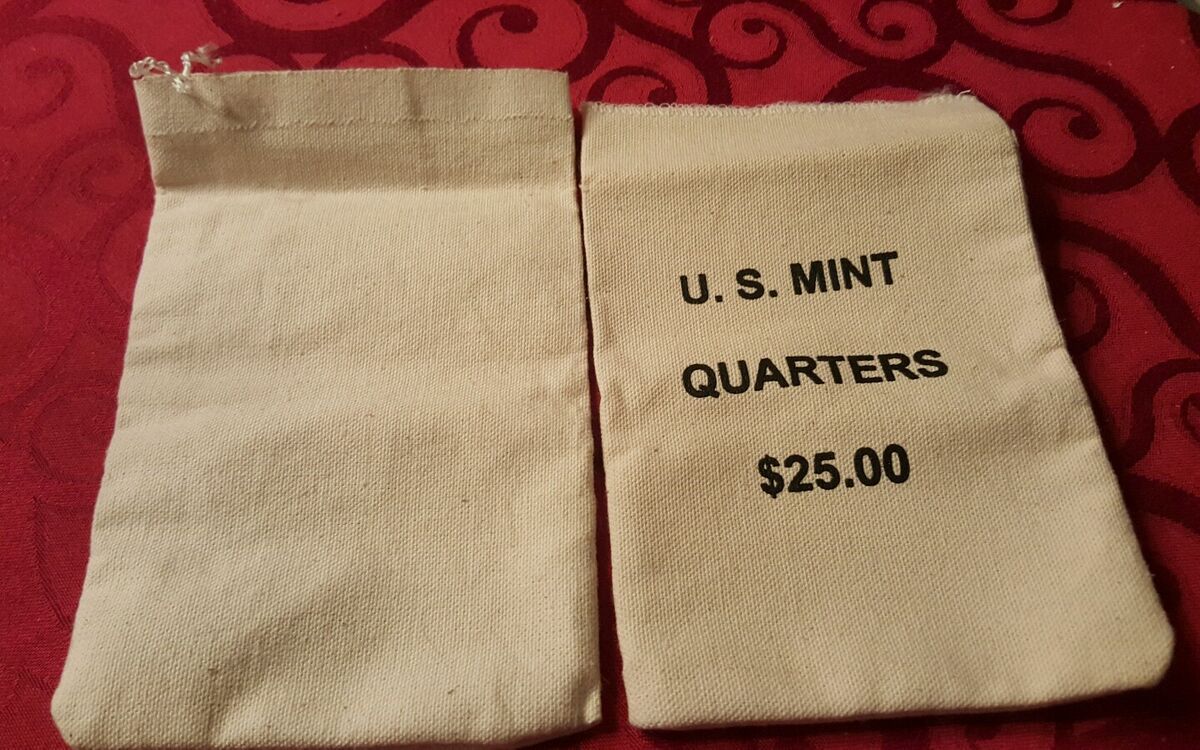 U. S. MINT
QUARTERS
$25.00